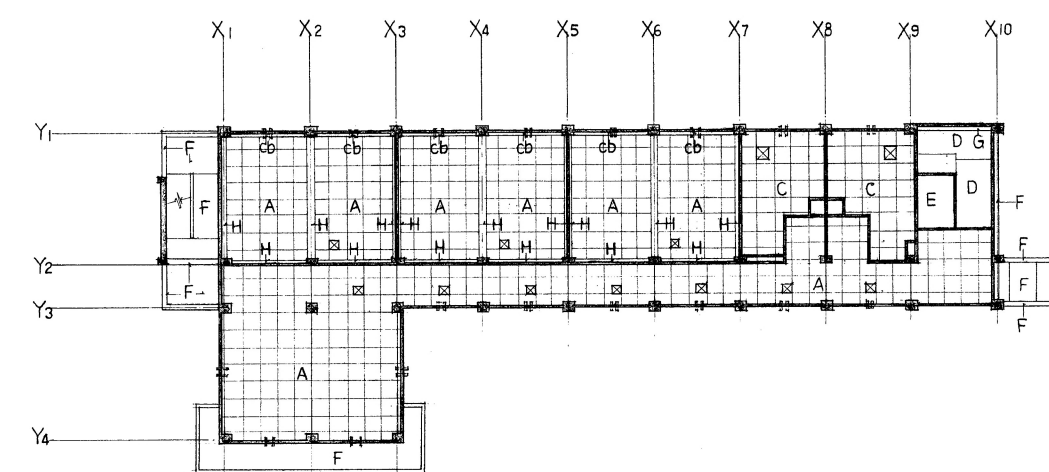 X1 X2 X3 X4 X5 X6 X7 X8 X9 X10
Y1
cb cb cb cb cb cb D G
F
C C
F A A A A A A E D
F
H H H H H H H H
H H H H H H
F
Y2
F A F
Y3
F
A
Y4
F